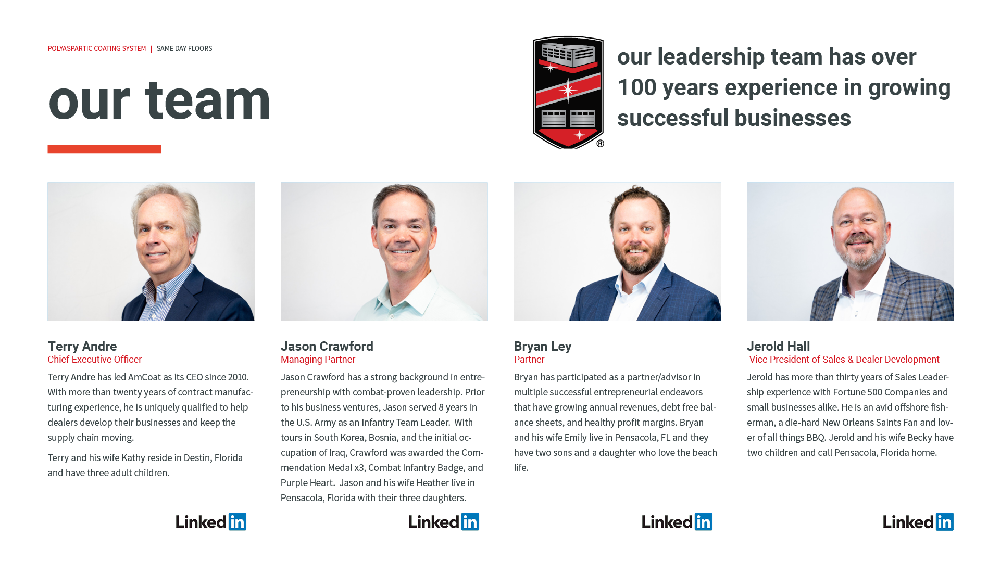 POLYASPARTIC COATING SYSTEM | SAME DAY FLOORS
our team
our leadership team has over
100 years experience in growing
successful businesses
®
Terry Andre
Chief Executive Officer
Terry Andre has led AmCoat as its CEO since 2010.
With more than twenty years of contract manufac-
turing experience, he is uniquely qualified to help
dealers develop their businesses and keep the
supply chain moving.
Terry and his wife Kathy reside in Destin, Florida
and have three adult children.
Linked in
Jason Crawford
Managing Partner
Jason Crawford has a strong background in entre-
preneurship with combat-proven leadership. Prior
to his business ventures, Jason served 8 years in
the U.S. Army as an Infantry Team Leader.  With
tours in South Korea, Bosnia, and the initial oc-
cupation of Iraq, Crawford was awarded the Com-
mendation Medal x3, Combat Infantry Badge, and
Purple Heart.  Jason and his wife Heather live in
Pensacola, Florida with their three daughters.
Linked in
Bryan Ley
Partner
Bryan has participated as a partner/advisor in
multiple successful entrepreneurial endeavors
that have growing annual revenues, debt free bal-
ance sheets, and healthy profit margins. Bryan
and his wife Emily live in Pensacola, FL and they
have two sons and a daughter who love the beach
life.
Linked in
Jerold Hall
Vice President of Sales & Dealer Development
Jerold has more than thirty years of Sales Leader-
ship experience with Fortune 500 Companies and
small businesses alike. He is an avid offshore fish-
erman, a die-hard New Orleans Saints Fan and lov-
er of all things BBQ. Jerold and his wife Becky have
two children and call Pensacola, Florida home.
Linked in